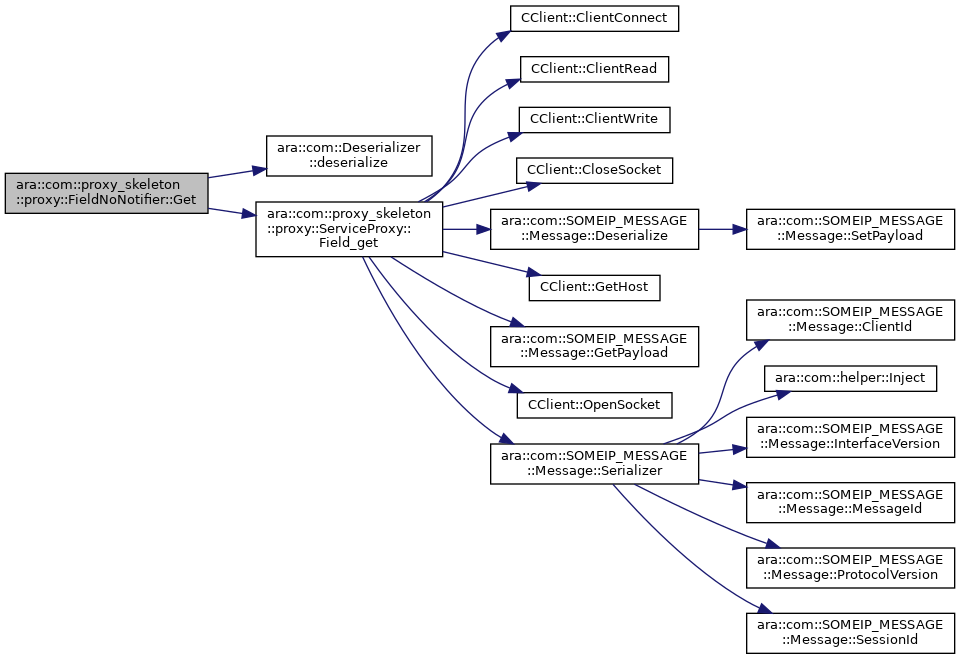 ara::com::proxy_skeleton
::proxy::FieldNoNotifier::Get
ara::com::Deserializer
::deserialize
ara::com::proxy_skeleton
::proxy::ServiceProxy::
Field_get
CClient::ClientConnect
CClient::ClientRead
CClient::ClientWrite
CClient::CloseSocket
ara::com::SOMEIP_MESSAGE
::Message::Deserialize
CClient::GetHost
ara::com::SOMEIP_MESSAGE
::Message::GetPayload
CClient::OpenSocket
ara::com::SOMEIP_MESSAGE
::Message::Serializer
ara::com::SOMEIP_MESSAGE
::Message::SetPayload
ara::com::SOMEIP_MESSAGE
::Message::ClientId
ara::com::helper::Inject
ara::com::SOMEIP_MESSAGE
::Message::InterfaceVersion
ara::com::SOMEIP_MESSAGE
::Message::MessageId
ara::com::SOMEIP_MESSAGE
::Message::ProtocolVersion
ara::com::SOMEIP_MESSAGE
::Message::SessionId